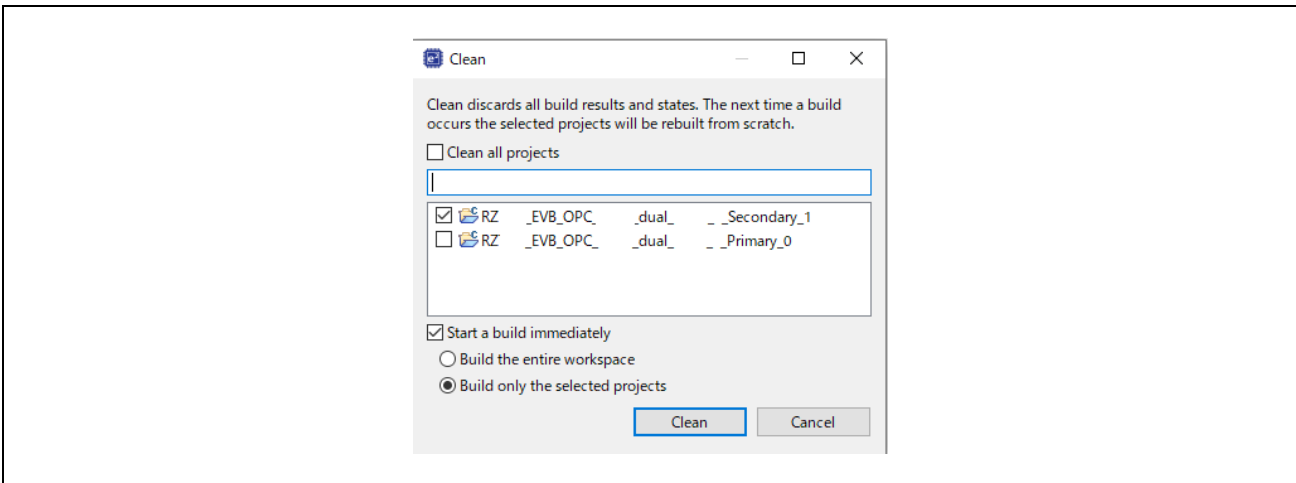 Clean
Clean discards all build results and states. The next time a build
occurs the selected projects will be rebuilt from scratch.
Clean all projects
RZ _EVB_OPC_ _dual_ _ _Secondary_1
RZ _EVB_OPC_ _dual_ _ _Primary_0
Start a build immediately
Build the entire workspace
Build only the selected projects
Clean Cancel